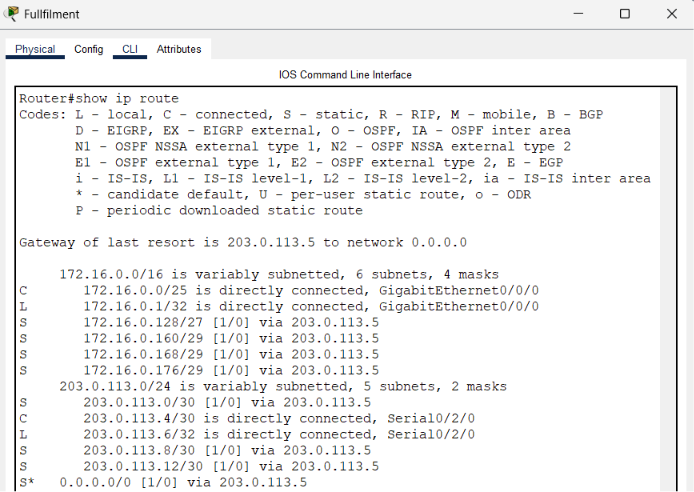 Fullfilment
Physical Config CLI Attributes
IOS Command Line Interface
Router#show ip route
Codes: L - local, C - connected, S - static, R - RIP, M - mobile, B - BGP
D - EIGRP, EX - EIGRP external, O - OSPF, IA - OSPF inter area
N1 - OSPF NSSA external type 1, N2 - OSPF NSSA external type 2
E1 - OSPF external type 1, E2 - OSPF external type 2, E - EGP
i - IS-IS, L1 - IS-IS level-1, L2 - IS-IS level-2, ia - IS-IS inter area
* - candidate default, U - per-user static route, o - ODR
P - periodic downloaded static route
Gateway of last resort is 203.0.113.5 to network 0.0.0.0
172.16.0.0/16 is variably subnetted, 6 subnets, 4 masks
C 172.16.0.0/25 is directly connected, GigabitEthernet0/0/0
L 172.16.0.1/32 is directly connected, GigabitEthernet0/0/0
S 172.16.0.128/27 [1/0] via 203.0.113.5
S 172.16.0.160/29 [1/0] via 203.0.113.5
S 172.16.0.168/29 [1/0] via 203.0.113.5
S 172.16.0.176/29 [1/0] via 203.0.113.5
203.0.113.0/24 is variably subnetted, 5 subnets, 2 masks
S 203.0.113.0/30 [1/0] via 203.0.113.5
C 203.0.113.4/30 is directly connected, Serial0/2/0
L 203.0.113.6/32 is directly connected, Serial0/2/0
S 203.0.113.8/30 [1/0] via 203.0.113.5
S 203.0.113.12/30 [1/0] via 203.0.113.5
S* 0.0.0.0/0 [1/0] via 203.0.113.5